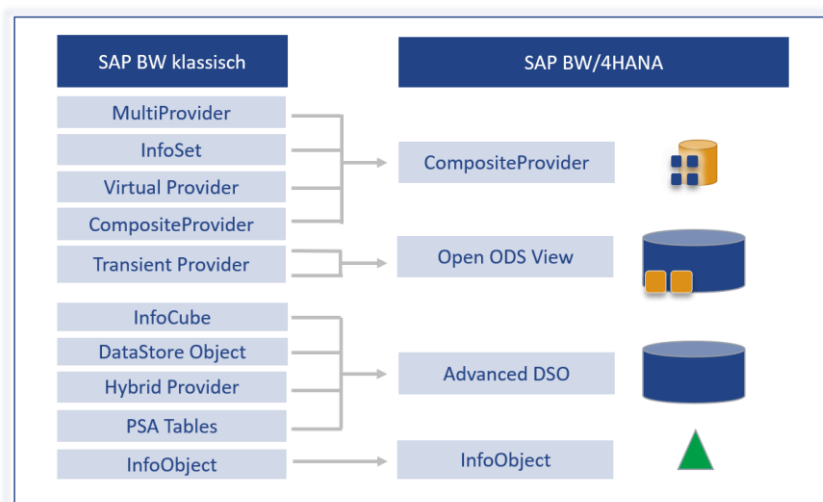 SAP BW klassisch
SAP BW/4HANA
MultiProvider
InfoSet
Virtual Provider
CompositeProvider
Transient Provider
CompositeProvider
Open ODS View
InfoCube
DataStore Object
Hybrid Provider
PSA Tables
InfoObject
Advanced DSO
InfoObject